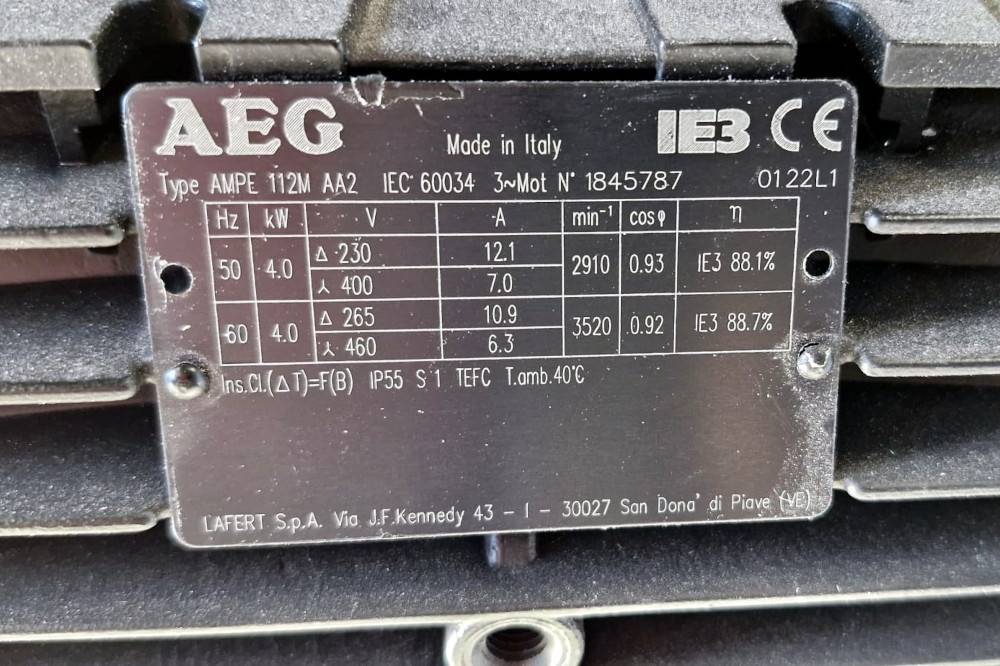 AEG Made in Italy IE3 CE
Type AMPE 112M AA2 IEC 60034 3~Mot N° 1845787 0122L1
Hz kW V A min⁻¹ cosφ η
50 4.0 Δ 230 12.1 2910 0.93 IE3 88.1%
⅄ 400 7.0
60 4.0 Δ 265 10.9 3520 0.92 IE3 88.7%
⅄ 460 6.3
Ins.Cl.(ΔT)=F(B) IP55 S1 TEFC T.amb.40°C
LAFERT S.p.A. Via J.F.Kennedy 43 - I - 30027 San Dona' di Piave (VE)